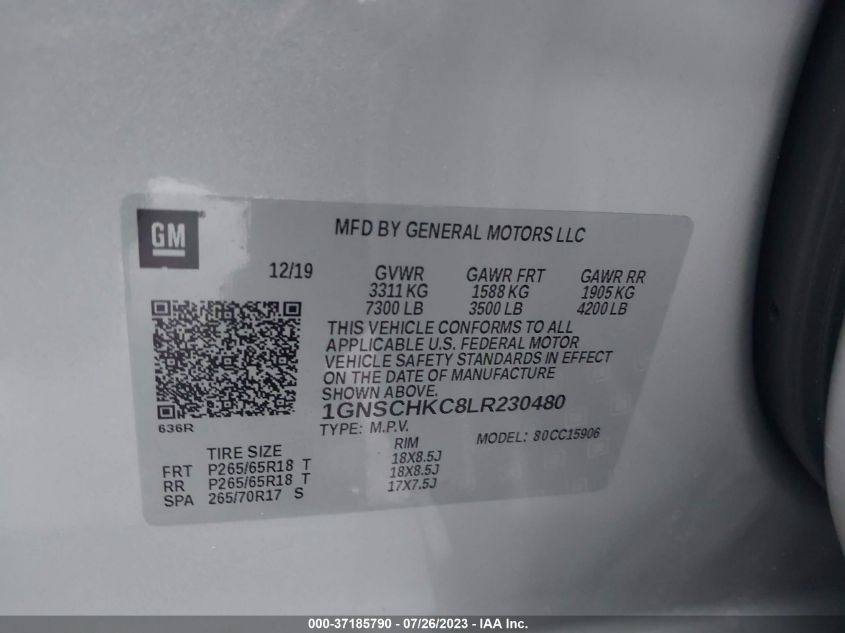 GM
MFD BY GENERAL MOTORS LLC
12/19 GVWR GAWR FRT GAWR RR
3311 KG 1588 KG 1905 KG
7300 LB 3500 LB 4200 LB
THIS VEHICLE CONFORMS TO ALL
APPLICABLE U.S. FEDERAL MOTOR
VEHICLE SAFETY STANDARDS IN EFFECT
ON THE DATE OF MANUFACTURE
SHOWN ABOVE.
1GNSCHKC8LR230480
636R
TYPE: M.P.V. MODEL: 80CC15906
TIRE SIZE RIM
FRT P265/65R18 T 18X8.5J
RR P265/65R18 T 18X8.5J
SPA 265/70R17 S 17X7.5J
000-37185790 - 07/26/2023 - IAA Inc.